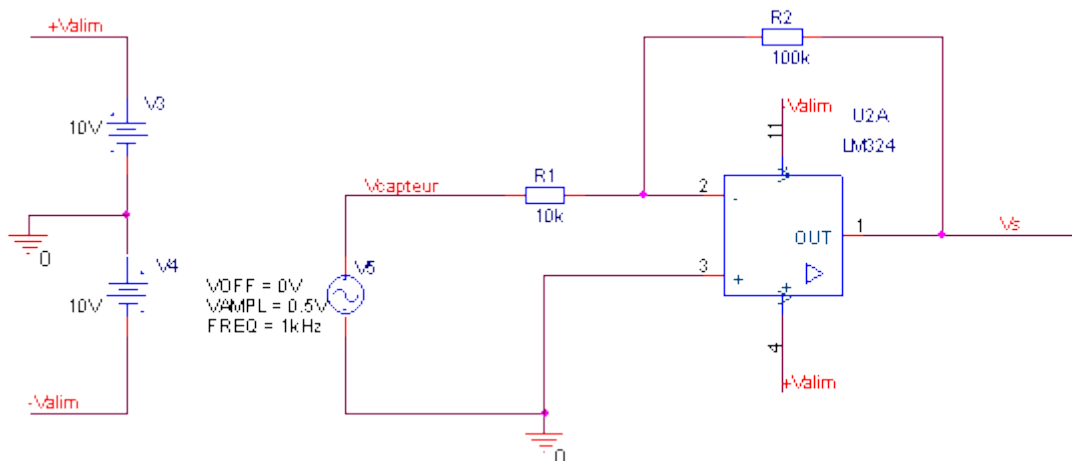 +Valim
V3
10V
0
V4
10V
-Valim
Vcapteur
V5
VOFF = 0V
VAMPL = 0.5V
FREQ = 1kHz
R1
10k
R2
100k
-Valim
11
U2A
LM324
2
-
3
+
OUT
1
Vs
V-
V+
4
+Valim
0